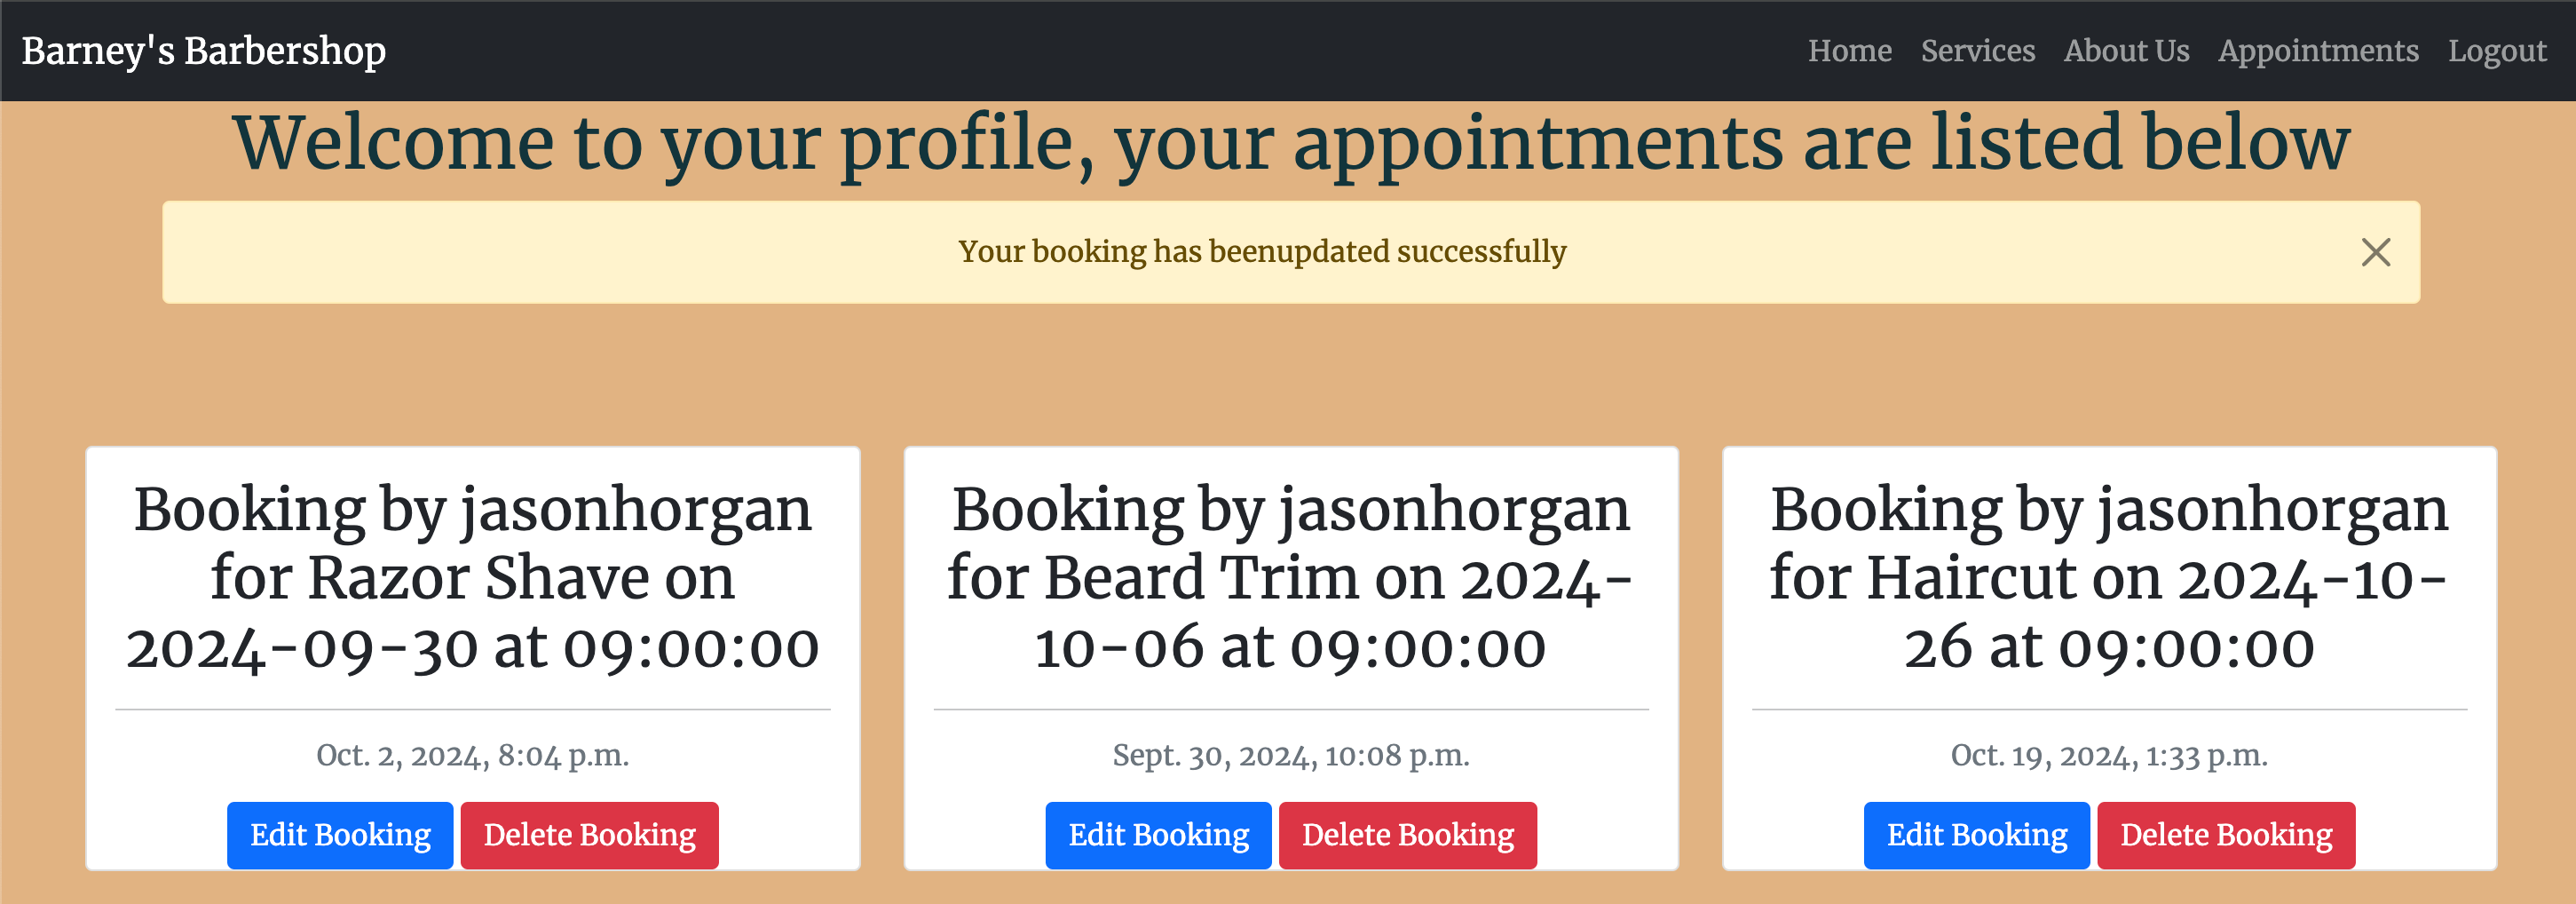 Barney's Barbershop
Home Services About Us Appointments Logout
Welcome to your profile, your appointments are listed below
Your booking has beenupdated successfully
Booking by jasonhorgan
for Razor Shave on
2024-09-30 at 09:00:00
Oct. 2, 2024, 8:04 p.m.
Edit Booking Delete Booking
Booking by jasonhorgan
for Beard Trim on 2024-
10-06 at 09:00:00
Sept. 30, 2024, 10:08 p.m.
Edit Booking Delete Booking
Booking by jasonhorgan
for Haircut on 2024-10-
26 at 09:00:00
Oct. 19, 2024, 1:33 p.m.
Edit Booking Delete Booking